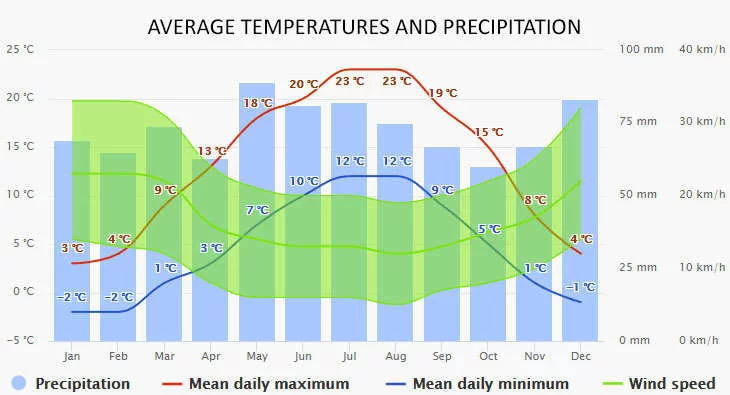 AVERAGE TEMPERATURES AND PRECIPITATION
25 °C 100 mm 40 km/h
20 °C 75 mm 30 km/h
15 °C
10 °C 50 mm 20 km/h
5 °C 25 mm 10 km/h
0 °C
−5 °C 0 mm 0 km/h
3 °C 4 °C 9 °C 13 °C 18 °C 20 °C 23 °C 23 °C 19 °C 15 °C 8 °C 4 °C
−2 °C −2 °C 1 °C 3 °C 7 °C 10 °C 12 °C 12 °C 9 °C 5 °C 1 °C −1 °C
Jan Feb Mar Apr May Jun Jul Aug Sep Oct Nov Dec
Precipitation Mean daily maximum Mean daily minimum Wind speed